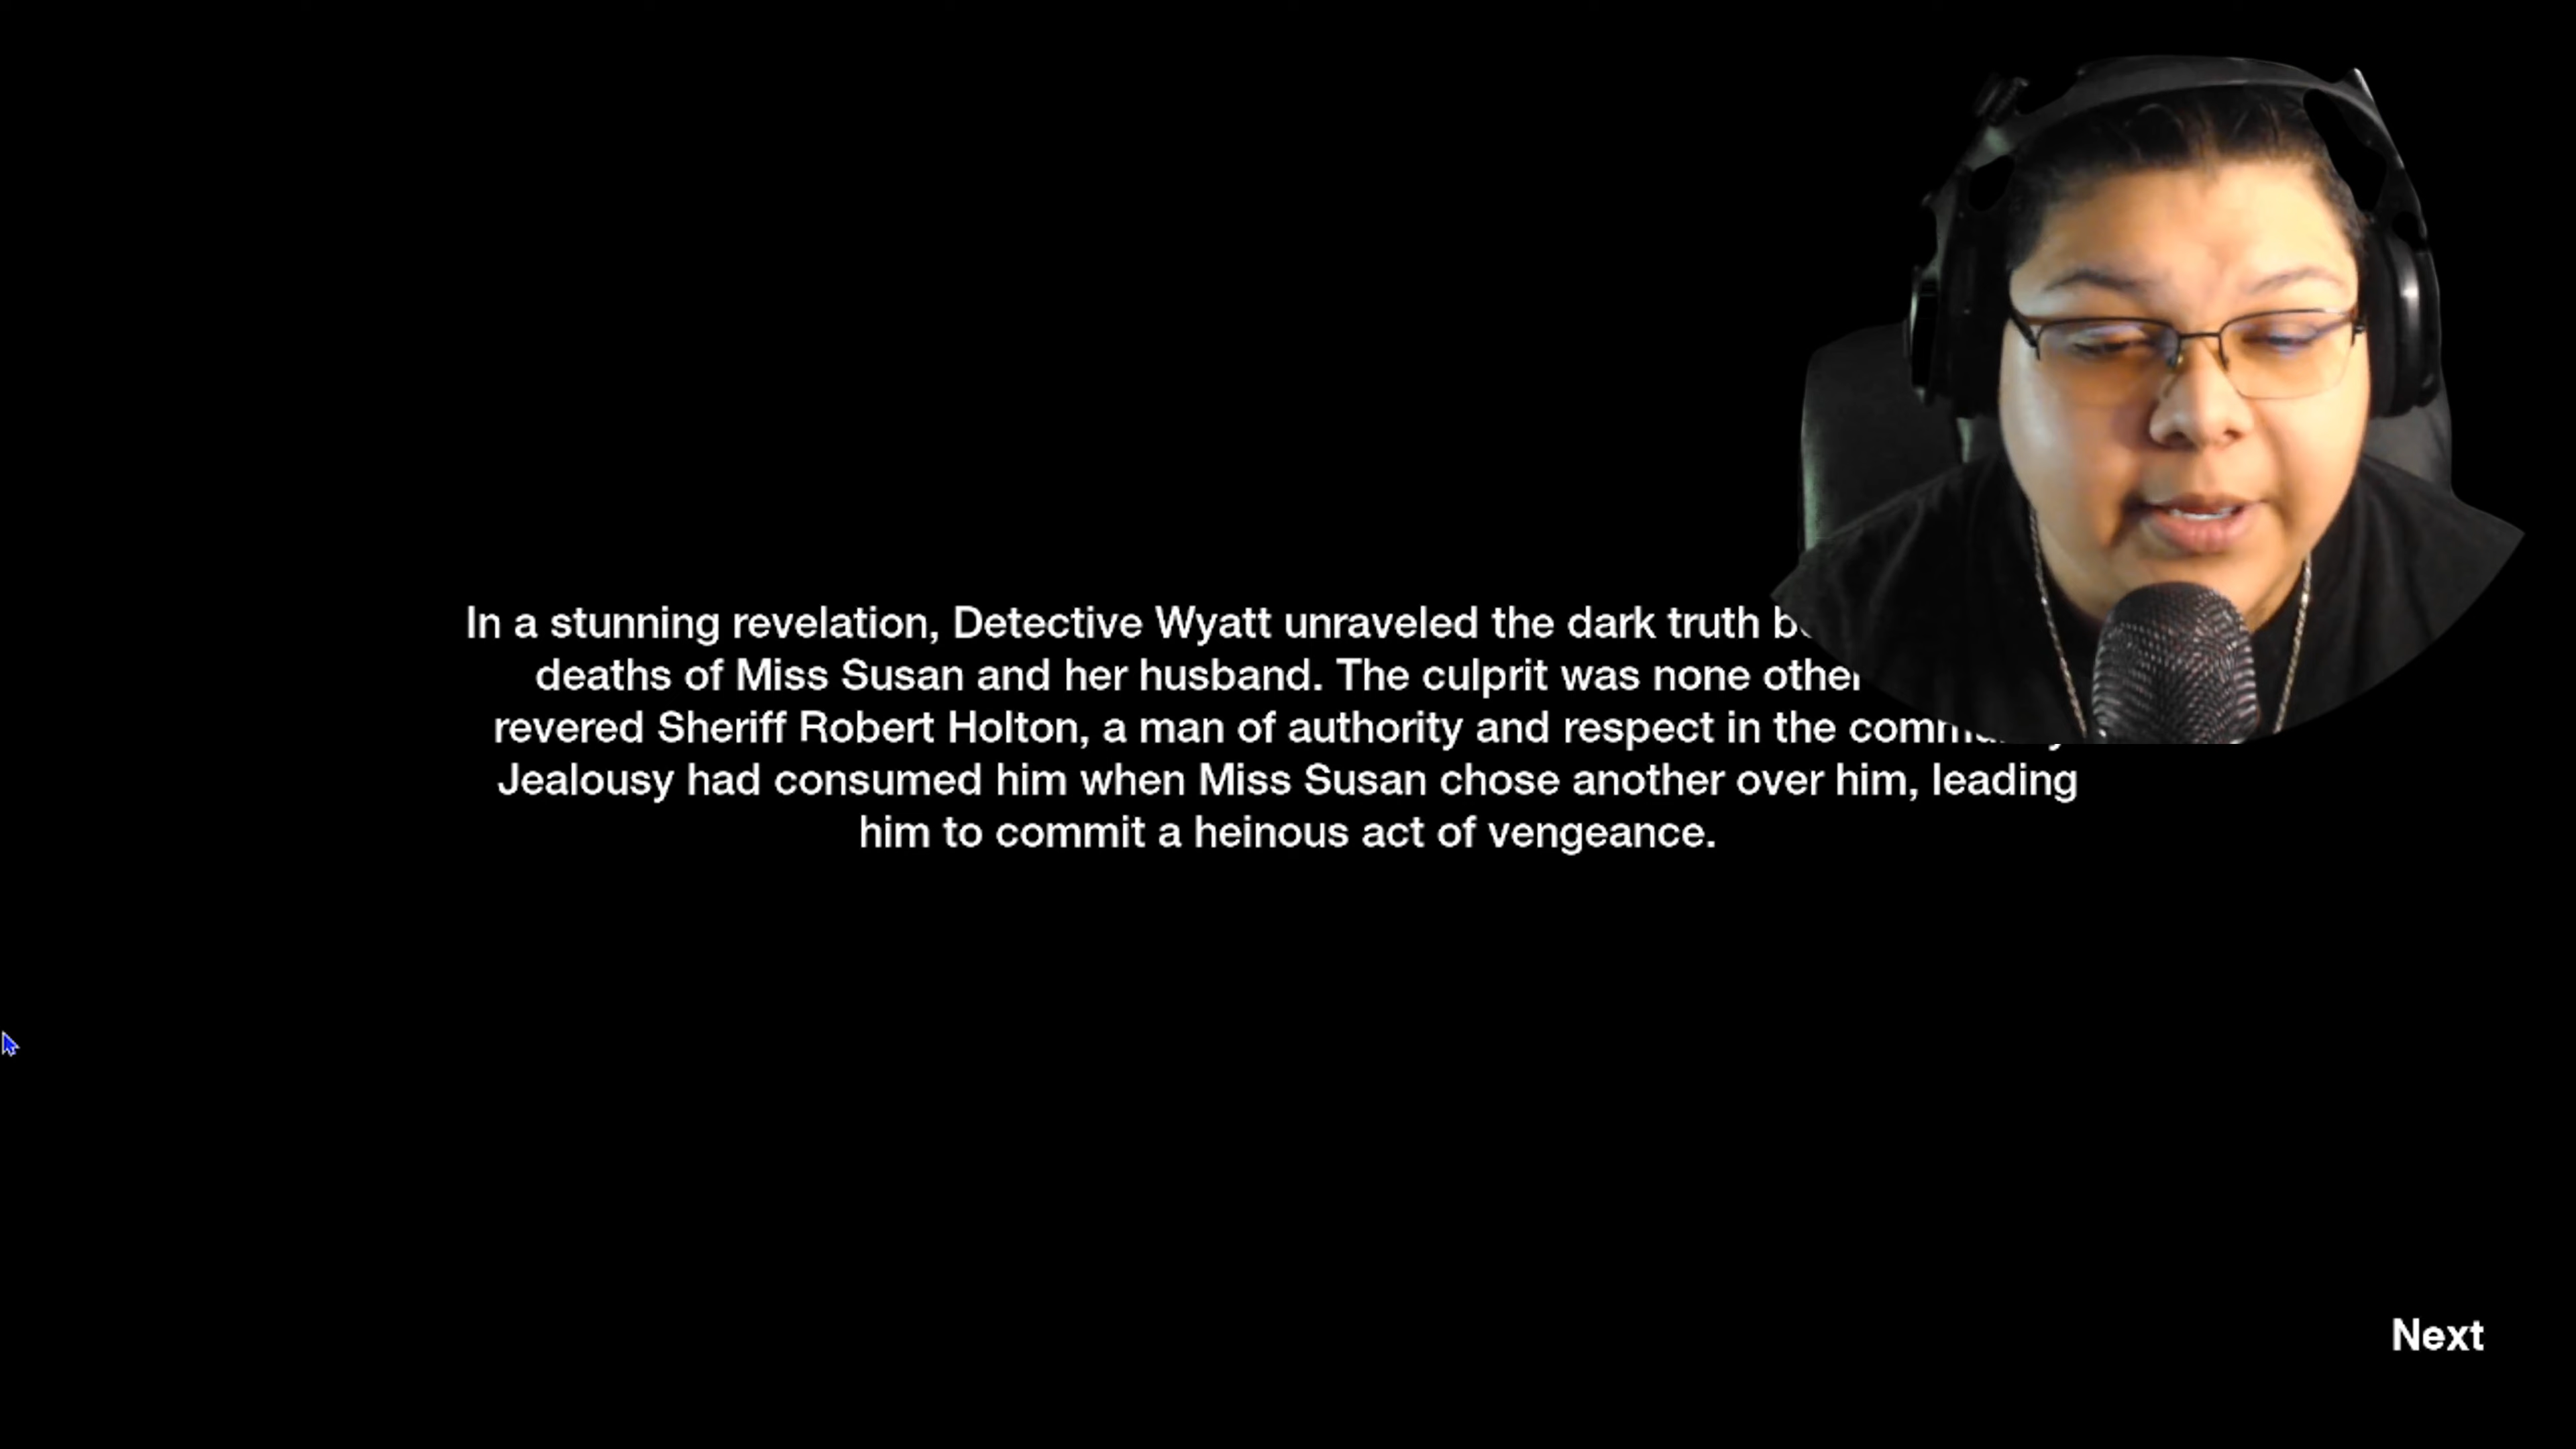 In a stunning revelation, Detective Wyatt unraveled the dark truth
deaths of Miss Susan and her husband. The culprit was none other
revered Sheriff Robert Holton, a man of authority and respect in the
Jealousy had consumed him when Miss Susan chose another over him, leading
him to commit a heinous act of vengeance.
Next